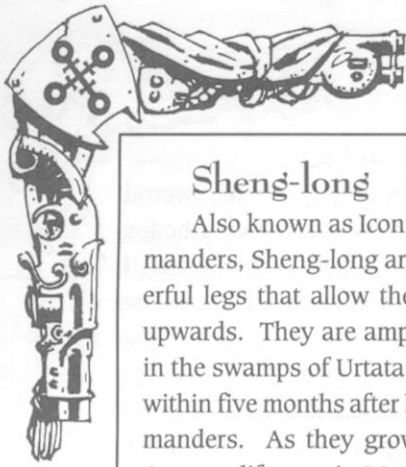 Sheng-long
Also known as Icon
manders, Sheng-long ar
erful legs that allow the
upwards. They are amp
in the swamps of Urtata
within five months after
manders. As they grow